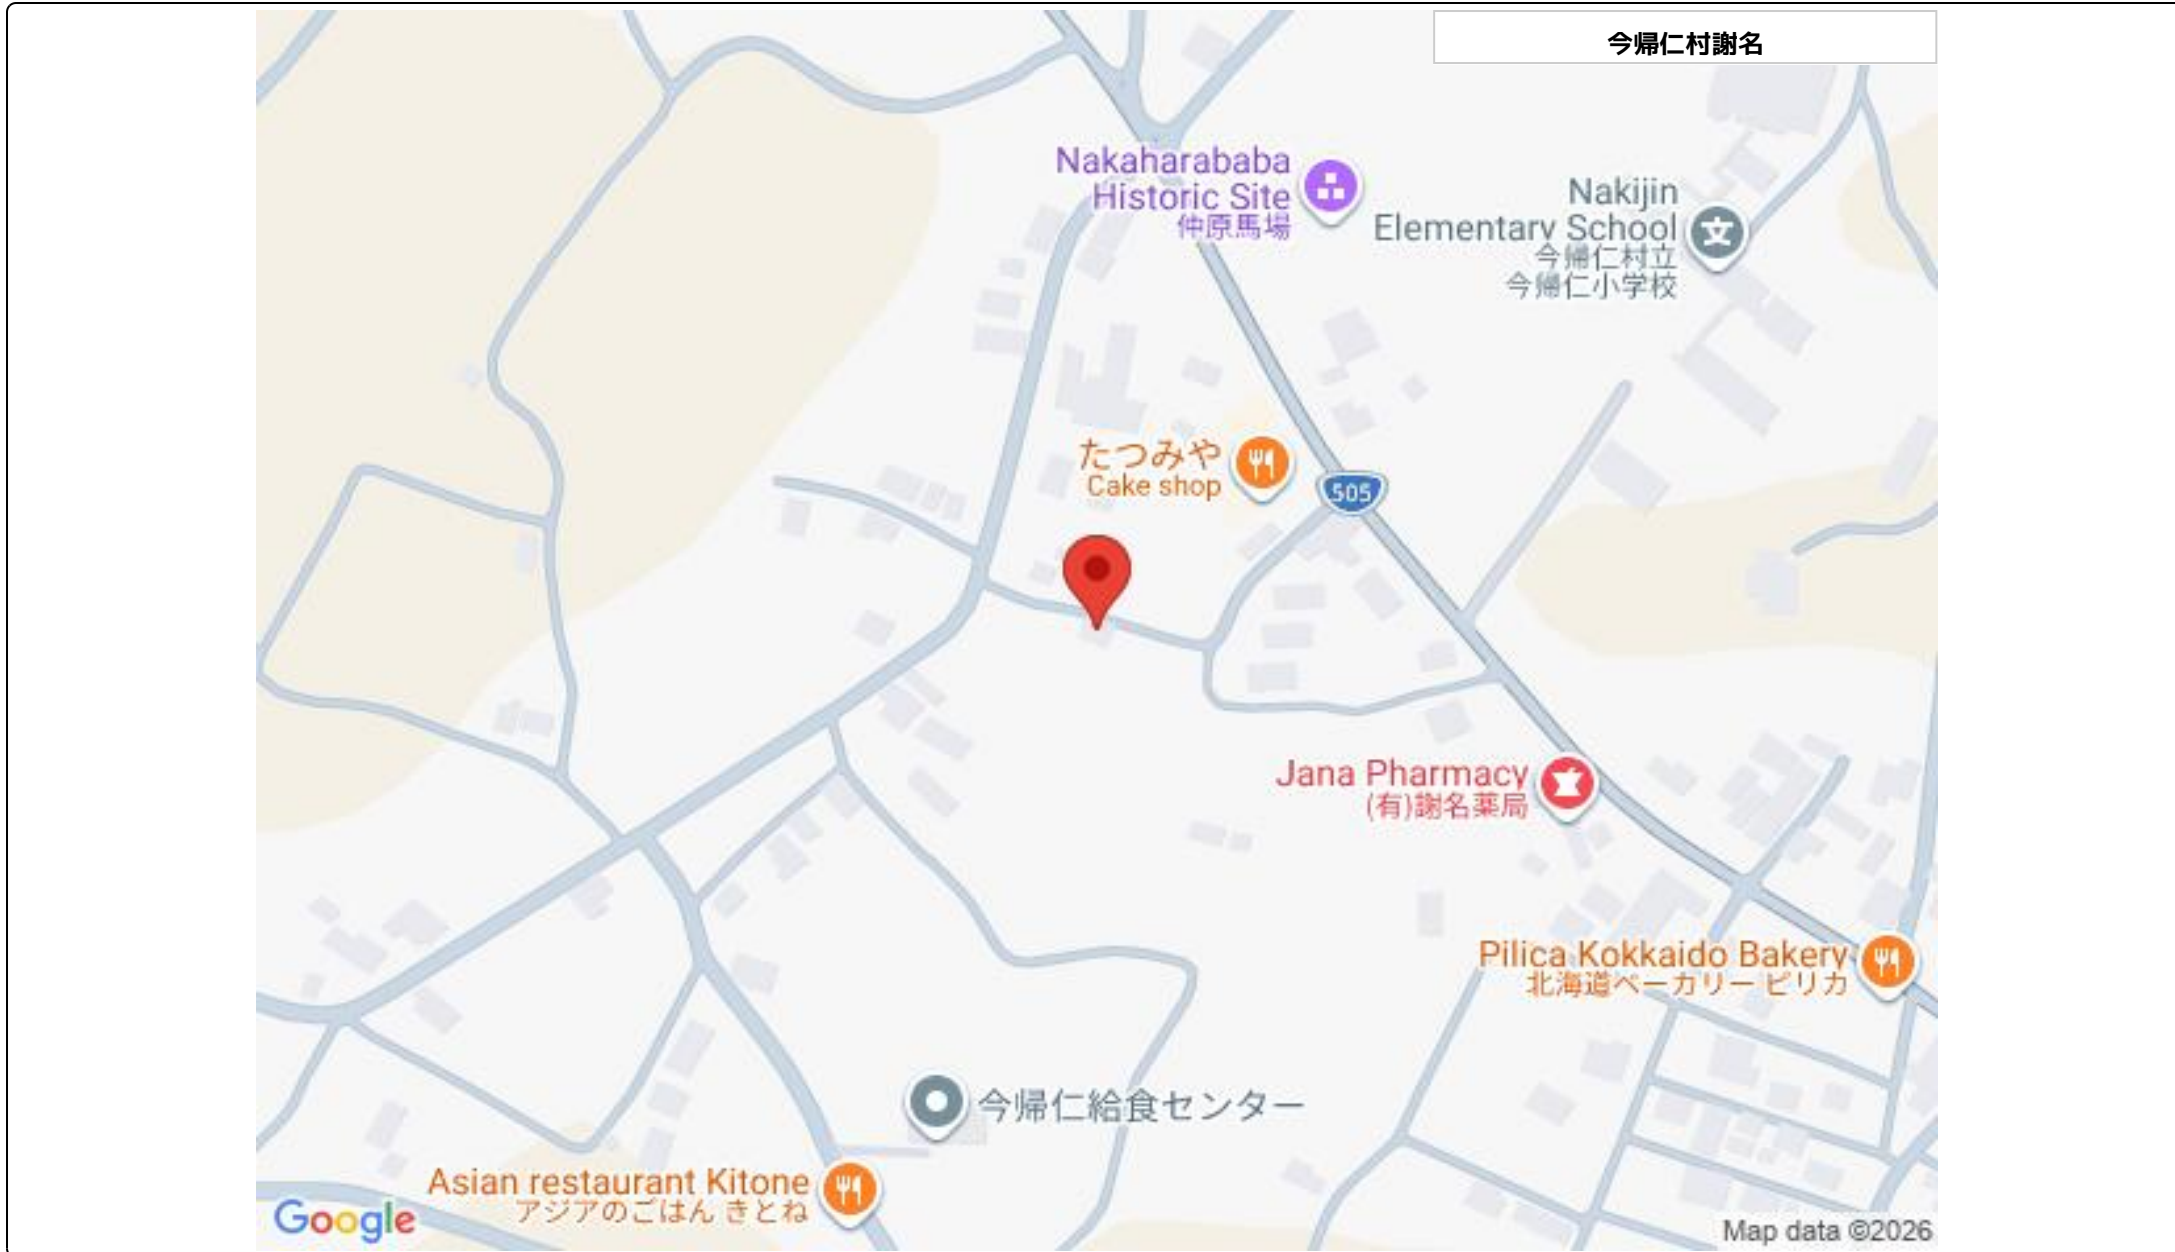 今帰仁村謝名
Nakaharababa
Historic Site
仲原馬場
Nakijin
Elementary School
今帰仁村立
今帰仁小学校
たつみや
Cake shop
505
Jana Pharmacy
(有)謝名薬局
Pilica Kokkaido Bakery
北海道ベーカリー ピリカ
今帰仁給食センター
Asian restaurant Kitone
アジアのごはん きとね
Google
Map data ©2026